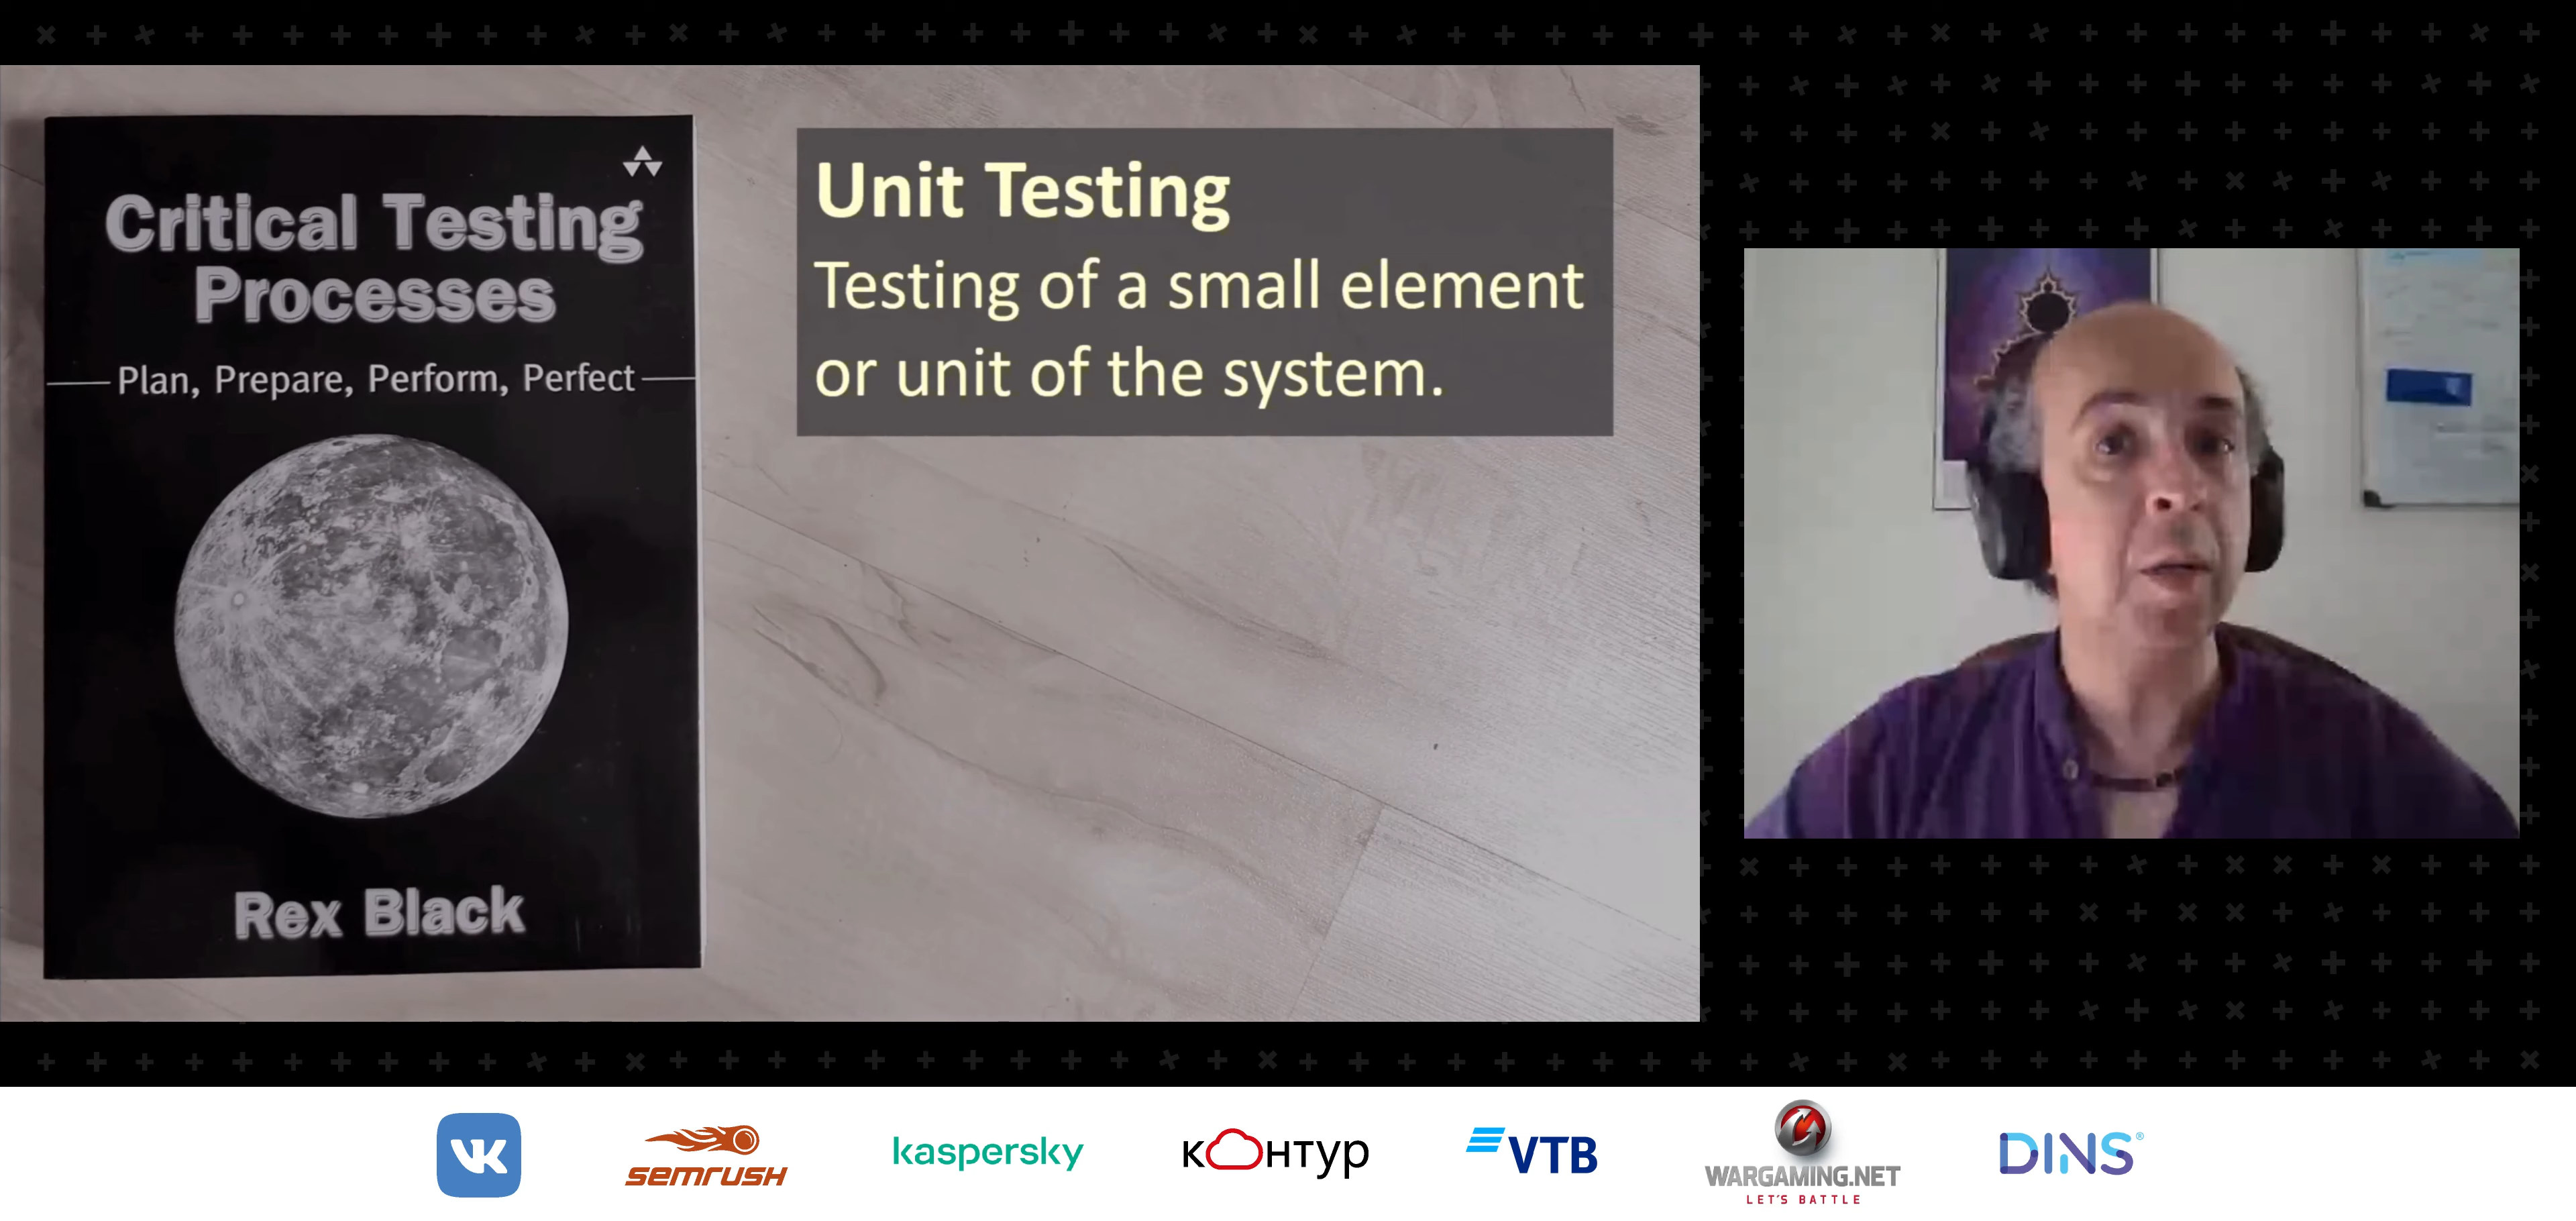 Critical Testing
Processes
Plan, Prepare, Perform, Perfect
Rex Black
Unit Testing
Testing of a small element
or unit of the system.
VK
SEMRUSH
kaspersky
контур
VTB
WARGAMING.NET
LET'S BATTLE
DINS®